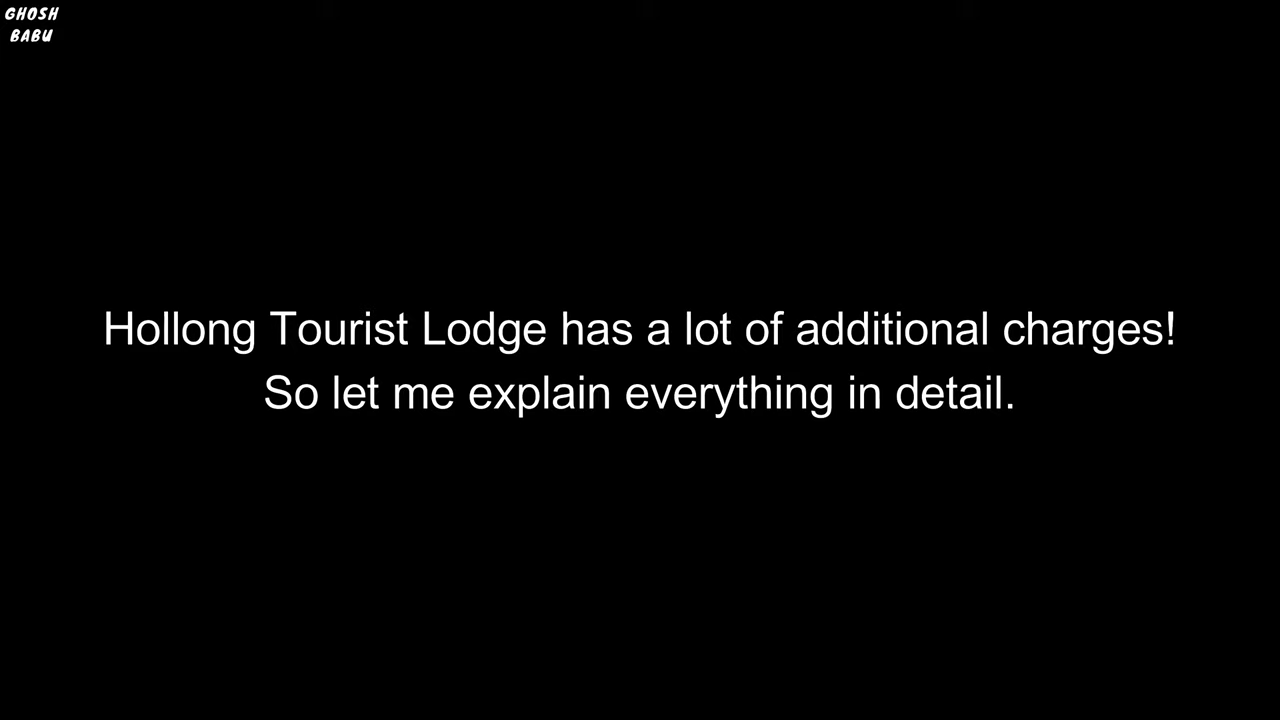 GHOSH
BABU
Hollong Tourist Lodge has a lot of additional charges!
So let me explain everything in detail.